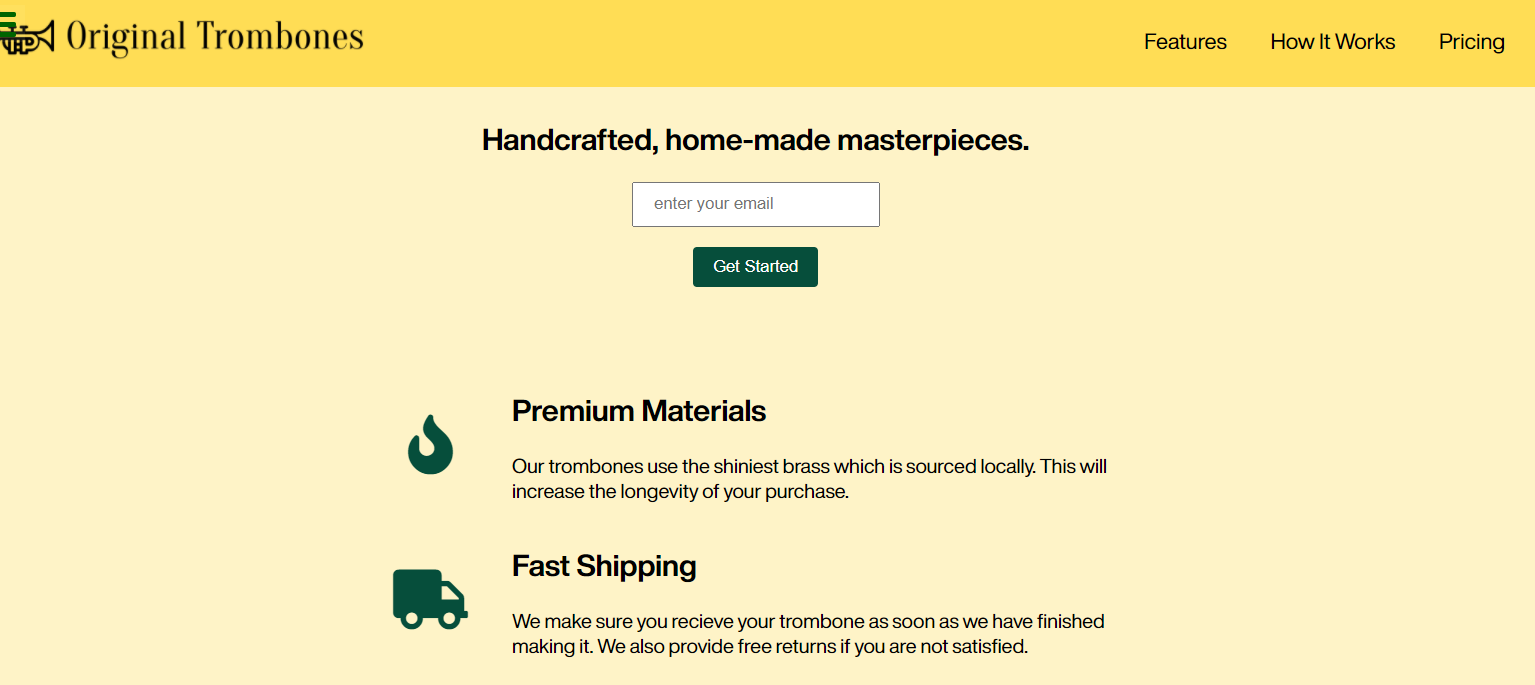 Original Trombones
Features
How It Works
Pricing
Handcrafted, home-made masterpieces.
enter your email
Get Started
Premium Materials
Our trombones use the shiniest brass which is sourced locally. This will
increase the longevity of your purchase.
Fast Shipping
We make sure you recieve your trombone as soon as we have finished
making it. We also provide free returns if you are not satisfied.